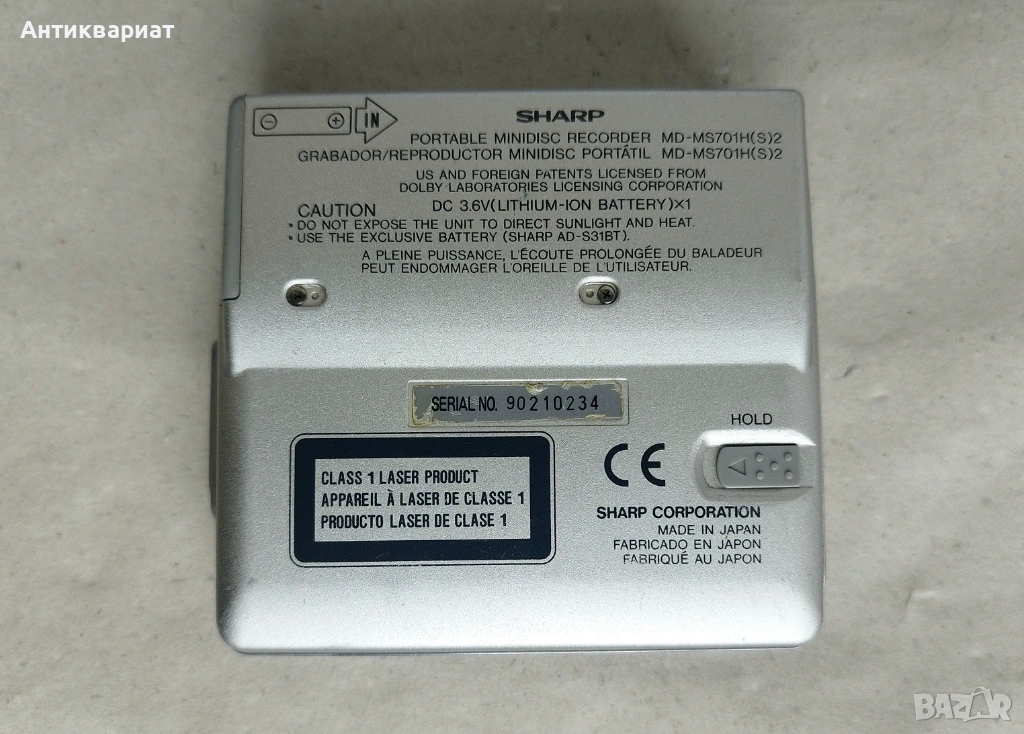 Антиквариат
IN
SHARP
PORTABLE MINIDISC RECORDER MD-MS701H(S)2
GRABADOR/REPRODUCTOR MINIDISC PORTÁTIL MD-MS701H(S)2
US AND FOREIGN PATENTS LICENSED FROM
DOLBY LABORATORIES LICENSING CORPORATION
DC 3.6V(LITHIUM-ION BATTERY)×1
CAUTION
• DO NOT EXPOSE THE UNIT TO DIRECT SUNLIGHT AND HEAT.
• USE THE EXCLUSIVE BATTERY (SHARP AD-S31BT).
A PLEINE PUISSANCE, L'ÉCOUTE PROLONGÉE DU BALADEUR
PEUT ENDOMMAGER L'OREILLE DE L'UTILISATEUR.
SERIAL NO. 90210234
HOLD
CLASS 1 LASER PRODUCT
APPAREIL À LASER DE CLASSE 1
PRODUCTO LASER DE CLASE 1
CE
SHARP CORPORATION
MADE IN JAPAN
FABRICADO EN JAPON
FABRIQUÉ AU JAPON
BAZAR